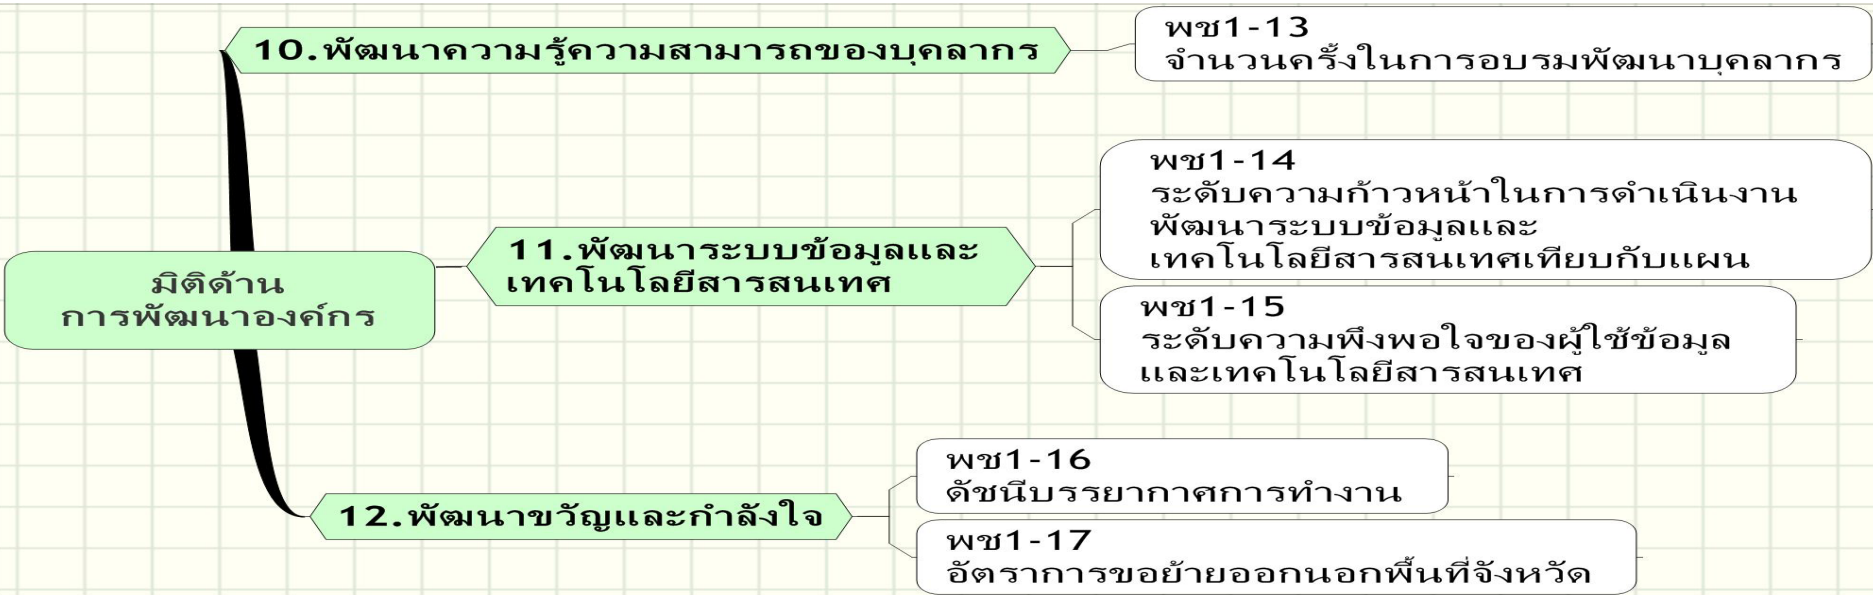 10.พัฒนาความรู้ความสามารถของบุคลากร
พช1-13
จำนวนครั้งในการอบรมพัฒนาบุคลากร
มิติด้าน
การพัฒนาองค์กร
11.พัฒนาระบบข้อมูลและ
เทคโนโลยีสารสนเทศ
พช1-14
ระดับความก้าวหน้าในการดำเนินงาน
พัฒนาระบบข้อมูลและ
เทคโนโลยีสารสนเทศเทียบกับแผน
พช1-15
ระดับความพึงพอใจของผู้ใช้ข้อมูล
และเทคโนโลยีสารสนเทศ
12.พัฒนาขวัญและกำลังใจ
พช1-16
ดัชนีบรรยากาศการทำงาน
พช1-17
อัตราการขอย้ายออกนอกพื้นที่จังหวัด